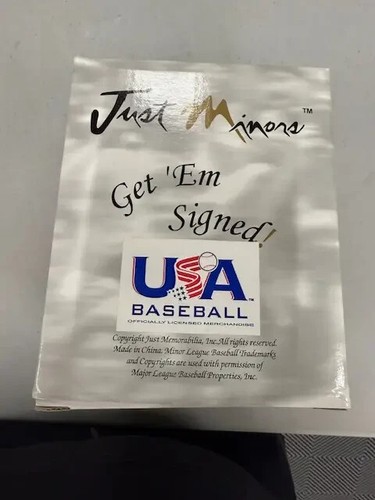 Just Minors™
Get 'Em
Signed!
USA™
BASEBALL
OFFICIALLY LICENSED MERCHANDISE
Copyright Just Memorabilia, Inc.All rights reserved.
Made in China. Minor League Baseball Trademarks
and Copyrights are used with permission of
Major League Baseball Properties, Inc.